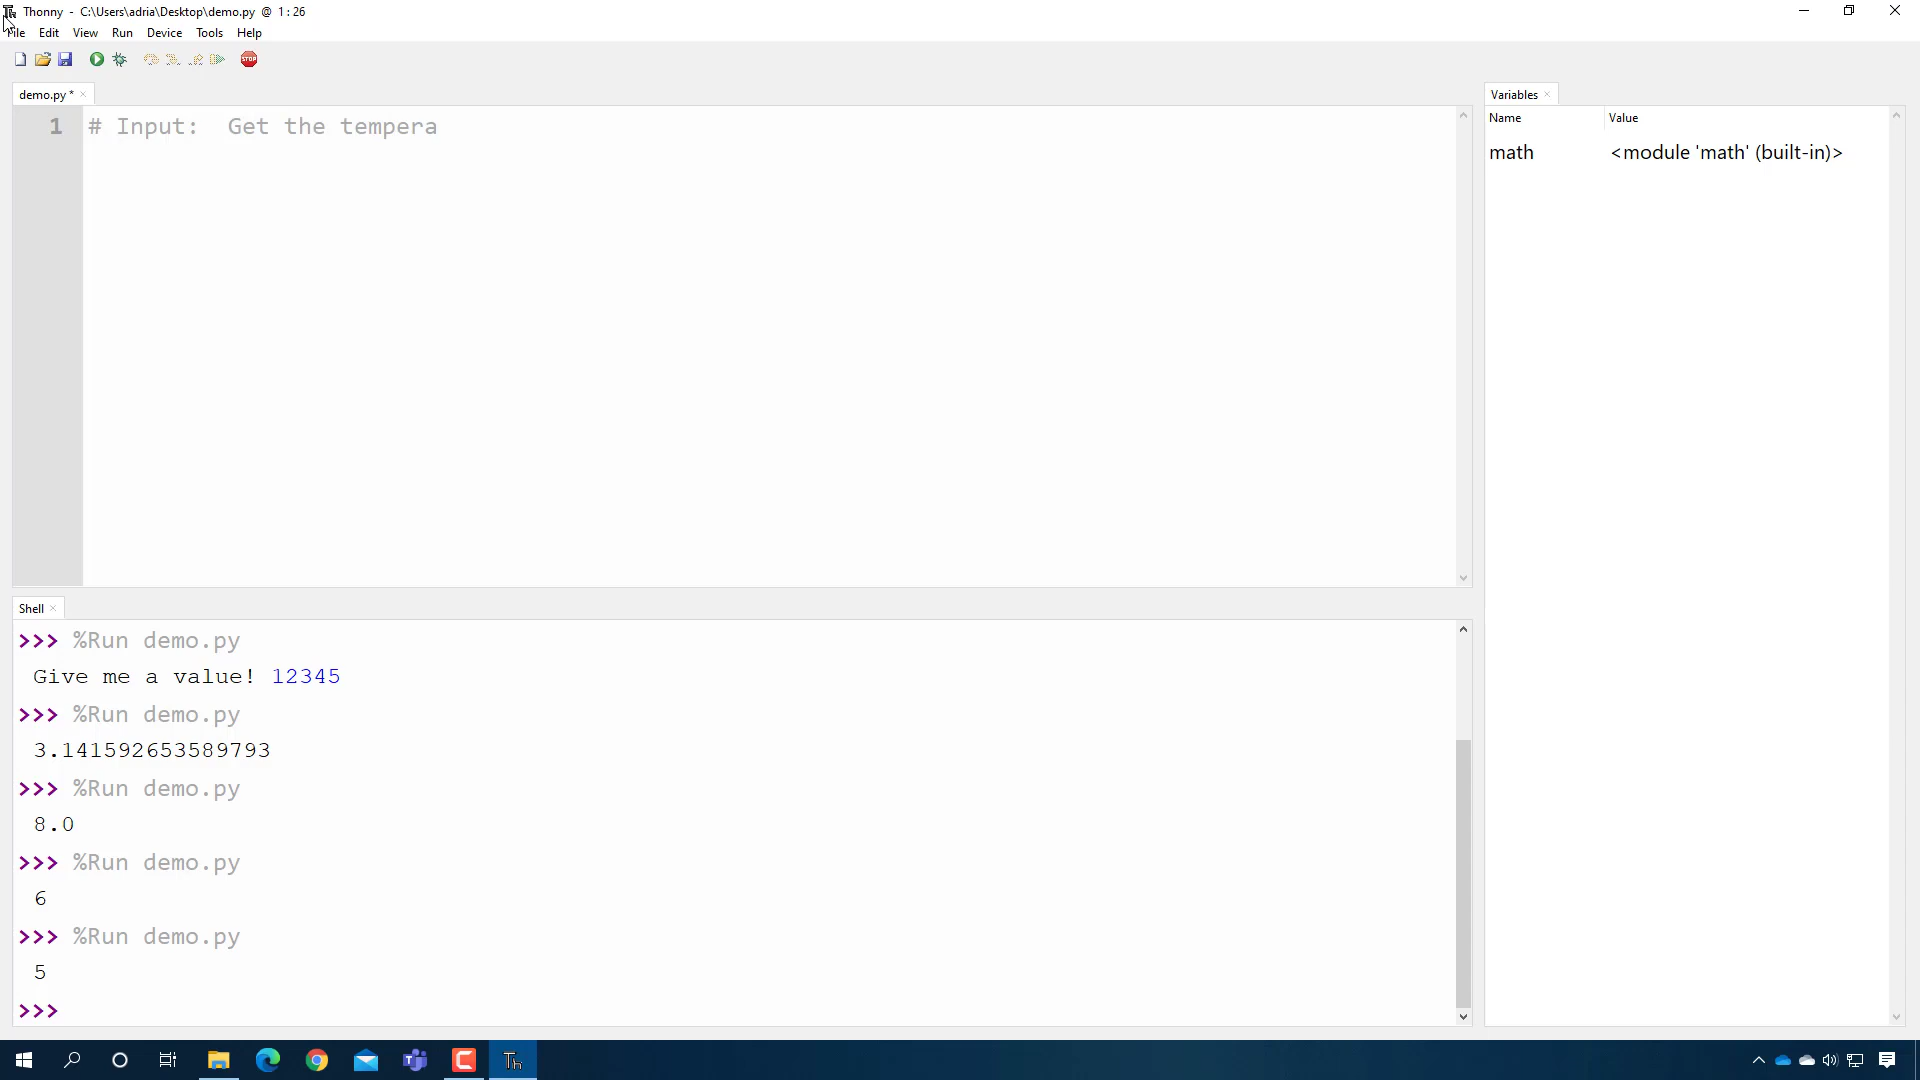 Thonny - C:\Users\adria\Desktop\demo.py @ 1 : 26
File Edit View Run Device Tools Help
STOP
demo.py *
1 # Input:  Get the tempera
Variables
Name Value
math <module 'math' (built-in)>
Shell
>>> %Run demo.py
Give me a value! 12345
>>> %Run demo.py
3.141592653589793
>>> %Run demo.py
8.0
>>> %Run demo.py
6
>>> %Run demo.py
5
>>>
Th